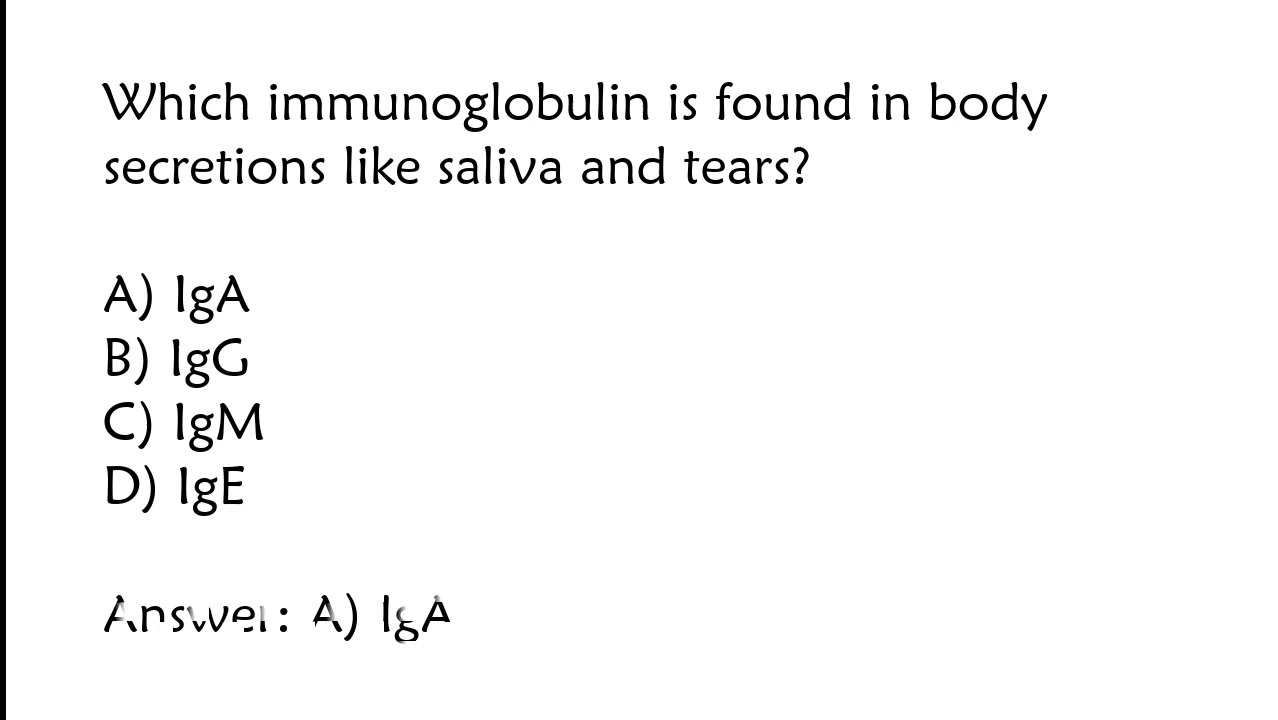 Which immunoglobulin is found in body
secretions like saliva and tears?
A) IgA
B) IgG
C) IgM
D) IgE
Answer: A) IgA